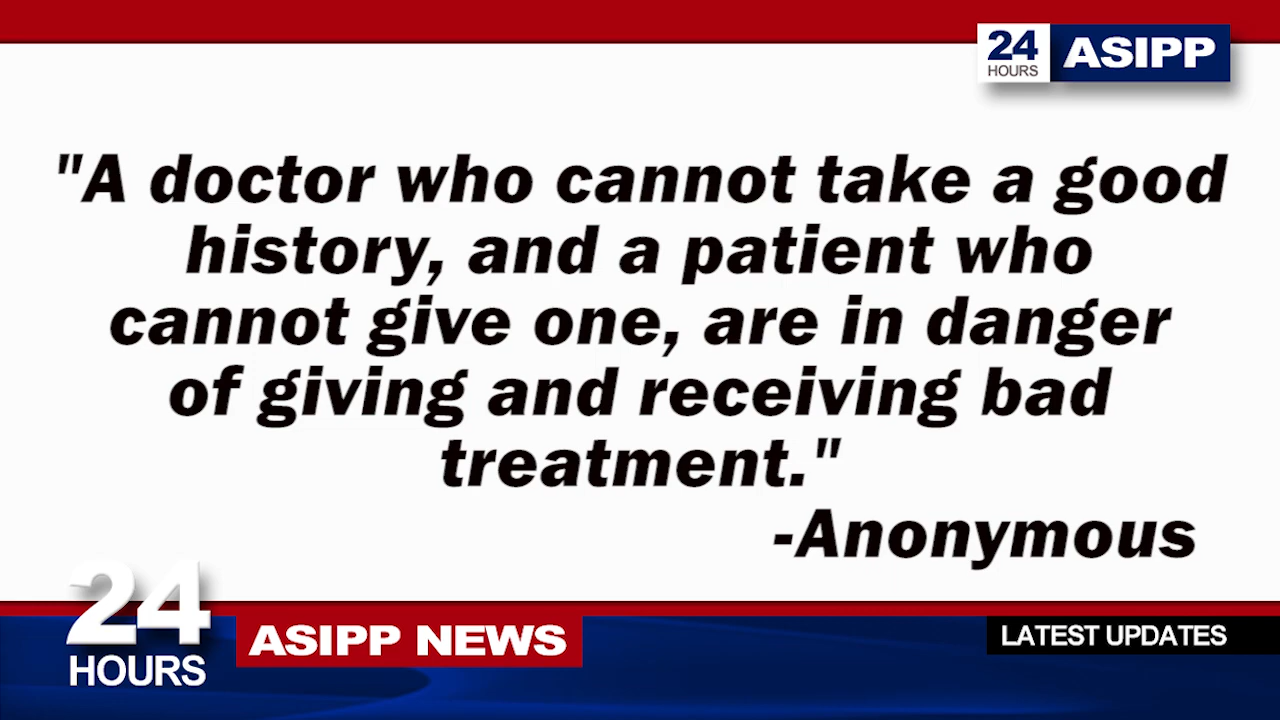 24
HOURS
ASIPP
"A doctor who cannot take a good
history, and a patient who
cannot give one, are in danger
of giving and receiving bad
treatment."
-Anonymous
24
HOURS
ASIPP NEWS
LATEST UPDATES